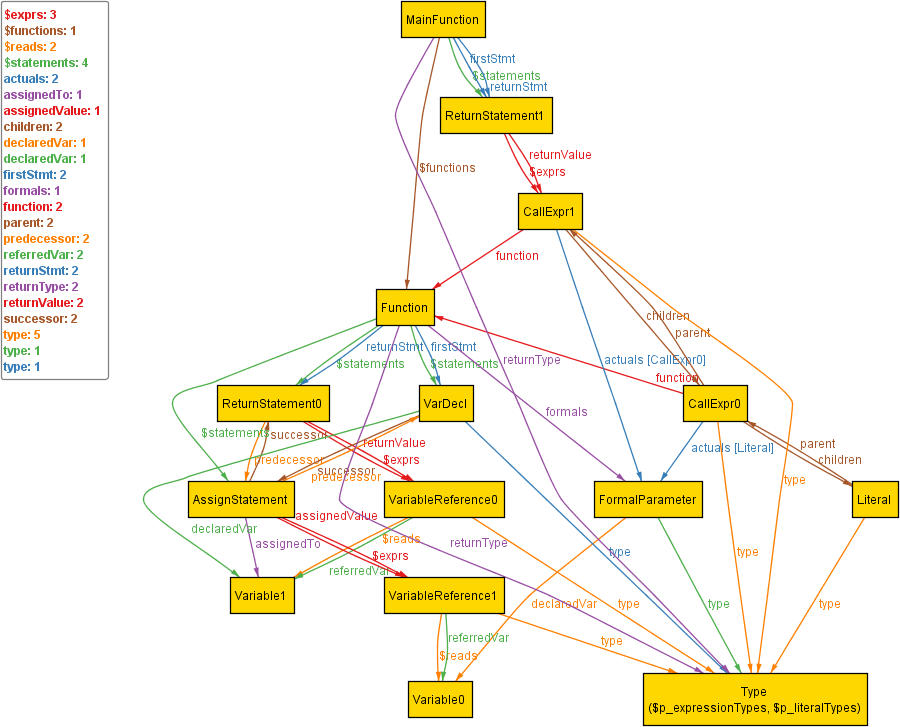 $exprs: 3
$functions: 1
$reads: 2
$statements: 4
actuals: 2
assignedTo: 1
assignedValue: 1
children: 2
declaredVar: 1
declaredVar: 1
firstStmt: 2
formals: 1
function: 2
parent: 2
predecessor: 2
referredVar: 2
returnStmt: 2
returnType: 2
returnValue: 2
successor: 2
type: 5
type: 1
type: 1
MainFunction
firstStmt
$statements
returnStmt
ReturnStatement1
returnValue
$exprs
$functions
CallExpr1
function
Function
children
parent
returnStmt
firstStmt
$statements
$statements
returnType
actuals [CallExpr0]
function
ReturnStatement0
VarDecl
CallExpr0
formals
$statements
successor
returnValue
parent
actuals [Literal]
predecessor
$exprs
children
successor
predecessor
type
AssignStatement
VariableReference0
FormalParameter
Literal
assignedValue
declaredVar
assignedTo
$reads
returnType
$exprs
type
type
referredVar
Variable1
VariableReference1
declaredVar
type
type
type
referredVar
type
$reads
Variable0
Type
($p_expressionTypes, $p_literalTypes)